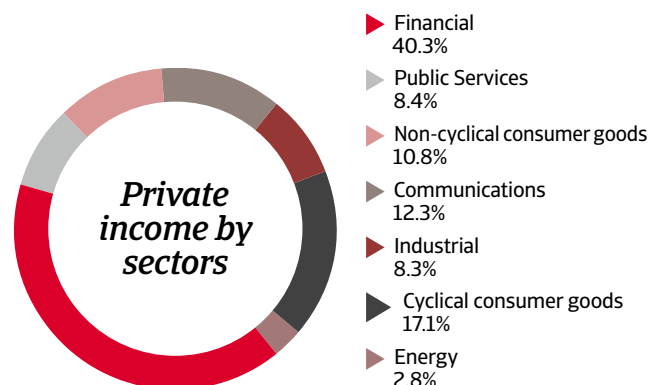 Private
income by
sectors
Financial
40.3%
Public Services
8.4%
Non-cyclical consumer goods
10.8%
Communications
12.3%
Industrial
8.3%
Cyclical consumer goods
17.1%
Energy
2.8%